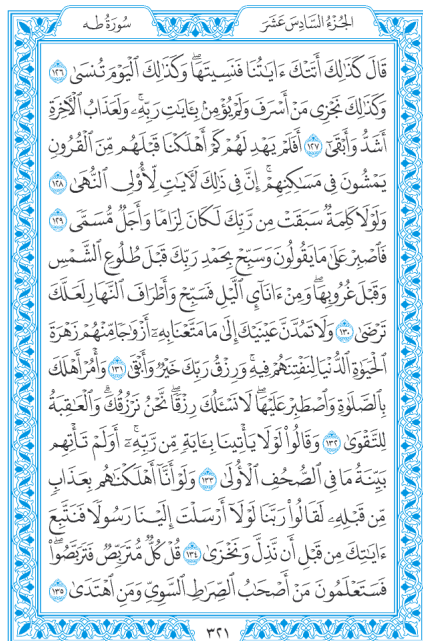 الجزء السادس عشر
سورة طه
قَالَ كَذَٰلِكَ أَتَتۡكَ ءَايَٰتُنَا فَنَسِيتَهَاۖ وَكَذَٰلِكَ ٱلۡيَوۡمَ تُنسَىٰ ١٢٦
وَكَذَٰلِكَ نَجۡزِي مَنۡ أَسۡرَفَ وَلَمۡ يُؤۡمِنۢ بِـَٔايَٰتِ رَبِّهِۦۚ وَلَعَذَابُ ٱلۡأٓخِرَةِ
أَشَدُّ وَأَبۡقَىٰٓ ١٢٧ أَفَلَمۡ يَهۡدِ لَهُمۡ كَمۡ أَهۡلَكۡنَا قَبۡلَهُم مِّنَ ٱلۡقُرُونِ
يَمۡشُونَ فِي مَسَٰكِنِهِمۡۚ إِنَّ فِي ذَٰلِكَ لَأٓيَٰتٖ لِّأُوْلِي ٱلنُّهَىٰ ١٢٨
وَلَوۡلَا كَلِمَةٞ سَبَقَتۡ مِن رَّبِّكَ لَكَانَ لِزَامٗا وَأَجَلٞ مُّسَمّٗى ١٢٩
فَٱصۡبِرۡ عَلَىٰ مَا يَقُولُونَ وَسَبِّحۡ بِحَمۡدِ رَبِّكَ قَبۡلَ طُلُوعِ ٱلشَّمۡسِ
وَقَبۡلَ غُرُوبِهَاۖ وَمِنۡ ءَانَآيِٕ ٱلَّيۡلِ فَسَبِّحۡ وَأَطۡرَافَ ٱلنَّهَارِ لَعَلَّكَ
تَرۡضَىٰ ١٣٠ وَلَا تَمُدَّنَّ عَيۡنَيۡكَ إِلَىٰ مَا مَتَّعۡنَا بِهِۦٓ أَزۡوَٰجٗا مِّنۡهُمۡ زَهۡرَةَ
ٱلۡحَيَوٰةِ ٱلدُّنۡيَا لِنَفۡتِنَهُمۡ فِيهِۚ وَرِزۡقُ رَبِّكَ خَيۡرٞ وَأَبۡقَىٰ ١٣١ وَأۡمُرۡ أَهۡلَكَ
بِٱلصَّلَوٰةِ وَٱصۡطَبِرۡ عَلَيۡهَاۖ لَا نَسۡـَٔلُكَ رِزۡقٗاۖ نَّحۡنُ نَرۡزُقُكَۗ وَٱلۡعَٰقِبَةُ
لِلتَّقۡوَىٰ ١٣٢ وَقَالُواْ لَوۡلَا يَأۡتِينَا بِـَٔايَةٖ مِّن رَّبِّهِۦٓۚ أَوَلَمۡ تَأۡتِهِم
بَيِّنَةُ مَا فِي ٱلصُّحُفِ ٱلۡأُولَىٰ ١٣٣ وَلَوۡ أَنَّآ أَهۡلَكۡنَٰهُم بِعَذَابٖ
مِّن قَبۡلِهِۦ لَقَالُواْ رَبَّنَا لَوۡلَآ أَرۡسَلۡتَ إِلَيۡنَا رَسُولٗا فَنَتَّبِعَ
ءَايَٰتِكَ مِن قَبۡلِ أَن نَّذِلَّ وَنَخۡزَىٰ ١٣٤ قُلۡ كُلّٞ مُّتَرَبِّصٞ فَتَرَبَّصُواْۖ
فَسَتَعۡلَمُونَ مَنۡ أَصۡحَٰبُ ٱلصِّرَٰطِ ٱلسَّوِيِّ وَمَنِ ٱهۡتَدَىٰ ١٣٥
٣٢١